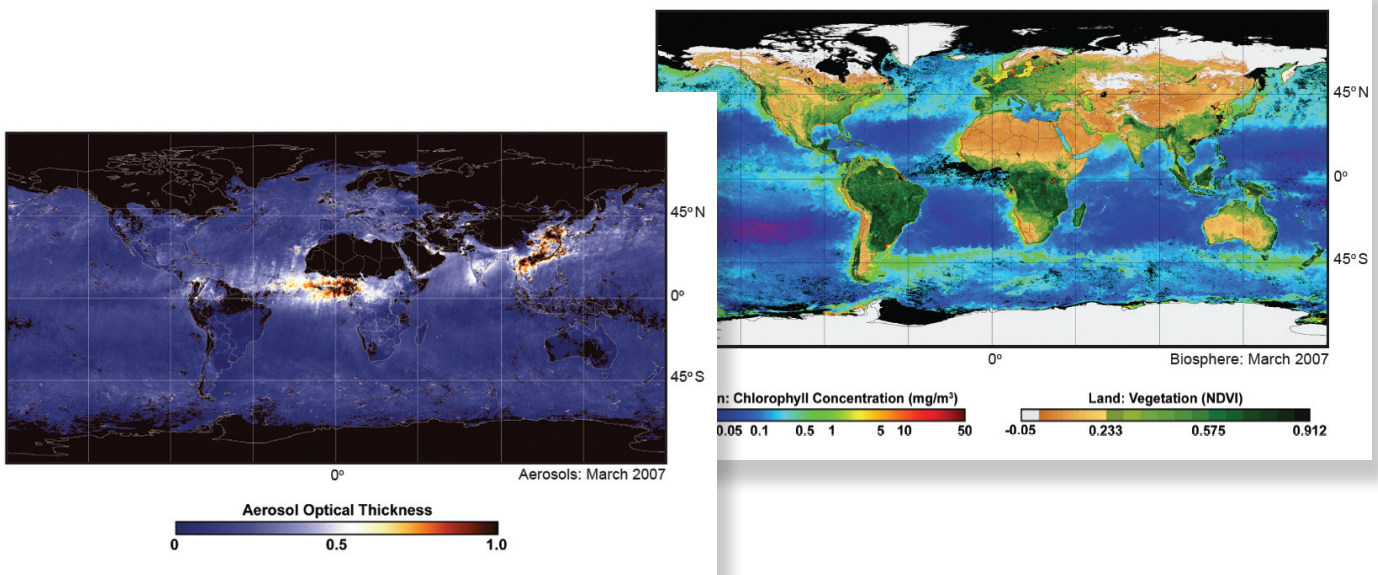 45°N
0°
45°S
0°
Aerosols: March 2007
Aerosol Optical Thickness
0 0.5 1.0
45°N
0°
45°S
0°
Biosphere: March 2007
n: Chlorophyll Concentration (mg/m³)
0.05 0.1 0.5 1 5 10 50
Land: Vegetation (NDVI)
-0.05 0.233 0.575 0.912